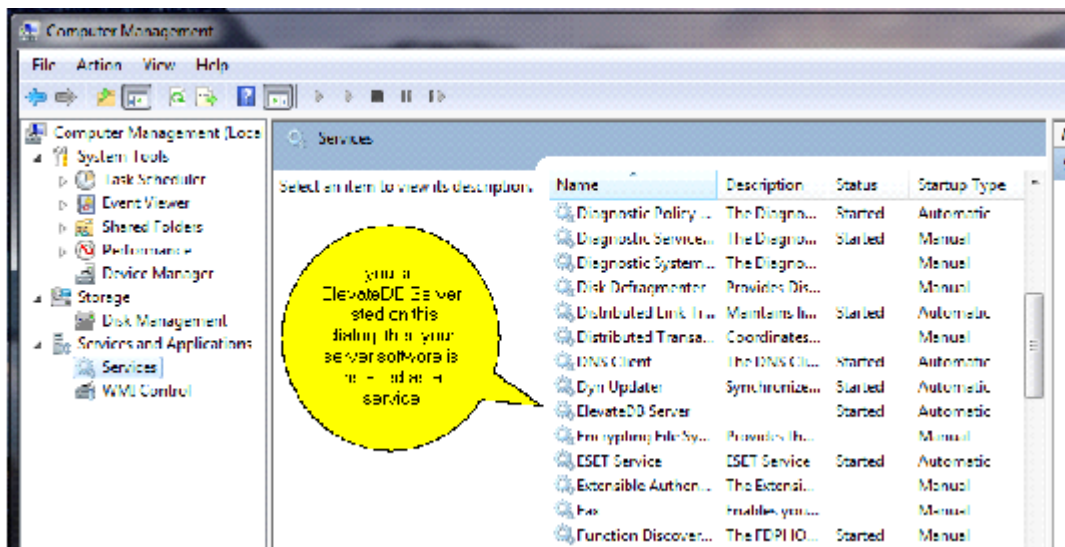 Computer Management
File Action View Help
Computer Management (Loca
System Tools
Task Scheduler
Event Viewer
Shared Folders
Performance
Device Manager
Storage
Disk Management
Services and Applications
Services
WMI Control
Services
Select an item to view its description.
ElevateDB Server
on this
dialog then your
server software is
as a
service
Name Description Status Startup Type
Diagnostic Policy ... The Diagno... Started Automatic
Diagnostic Service... The Diagno... Started Manual
Diagnostic System... The Diagno... Manual
Disk Defragmenter Provides Dis... Manual
Distributed Link Tr... Maintains li... Started Automatic
Distributed Transa... Coordinates... Manual
DNS Client The DNS Cli... Started Automatic
Dyn Updater Synchronize... Started Automatic
ElevateDB Server Started Automatic
Encrypting File Sy... Provides th... Manual
ESET Service ESET Service Started Automatic
Extensible Authen... The Extensi... Manual
Fax Enables you... Manual
Function Discover... The FDPHO... Started Manual